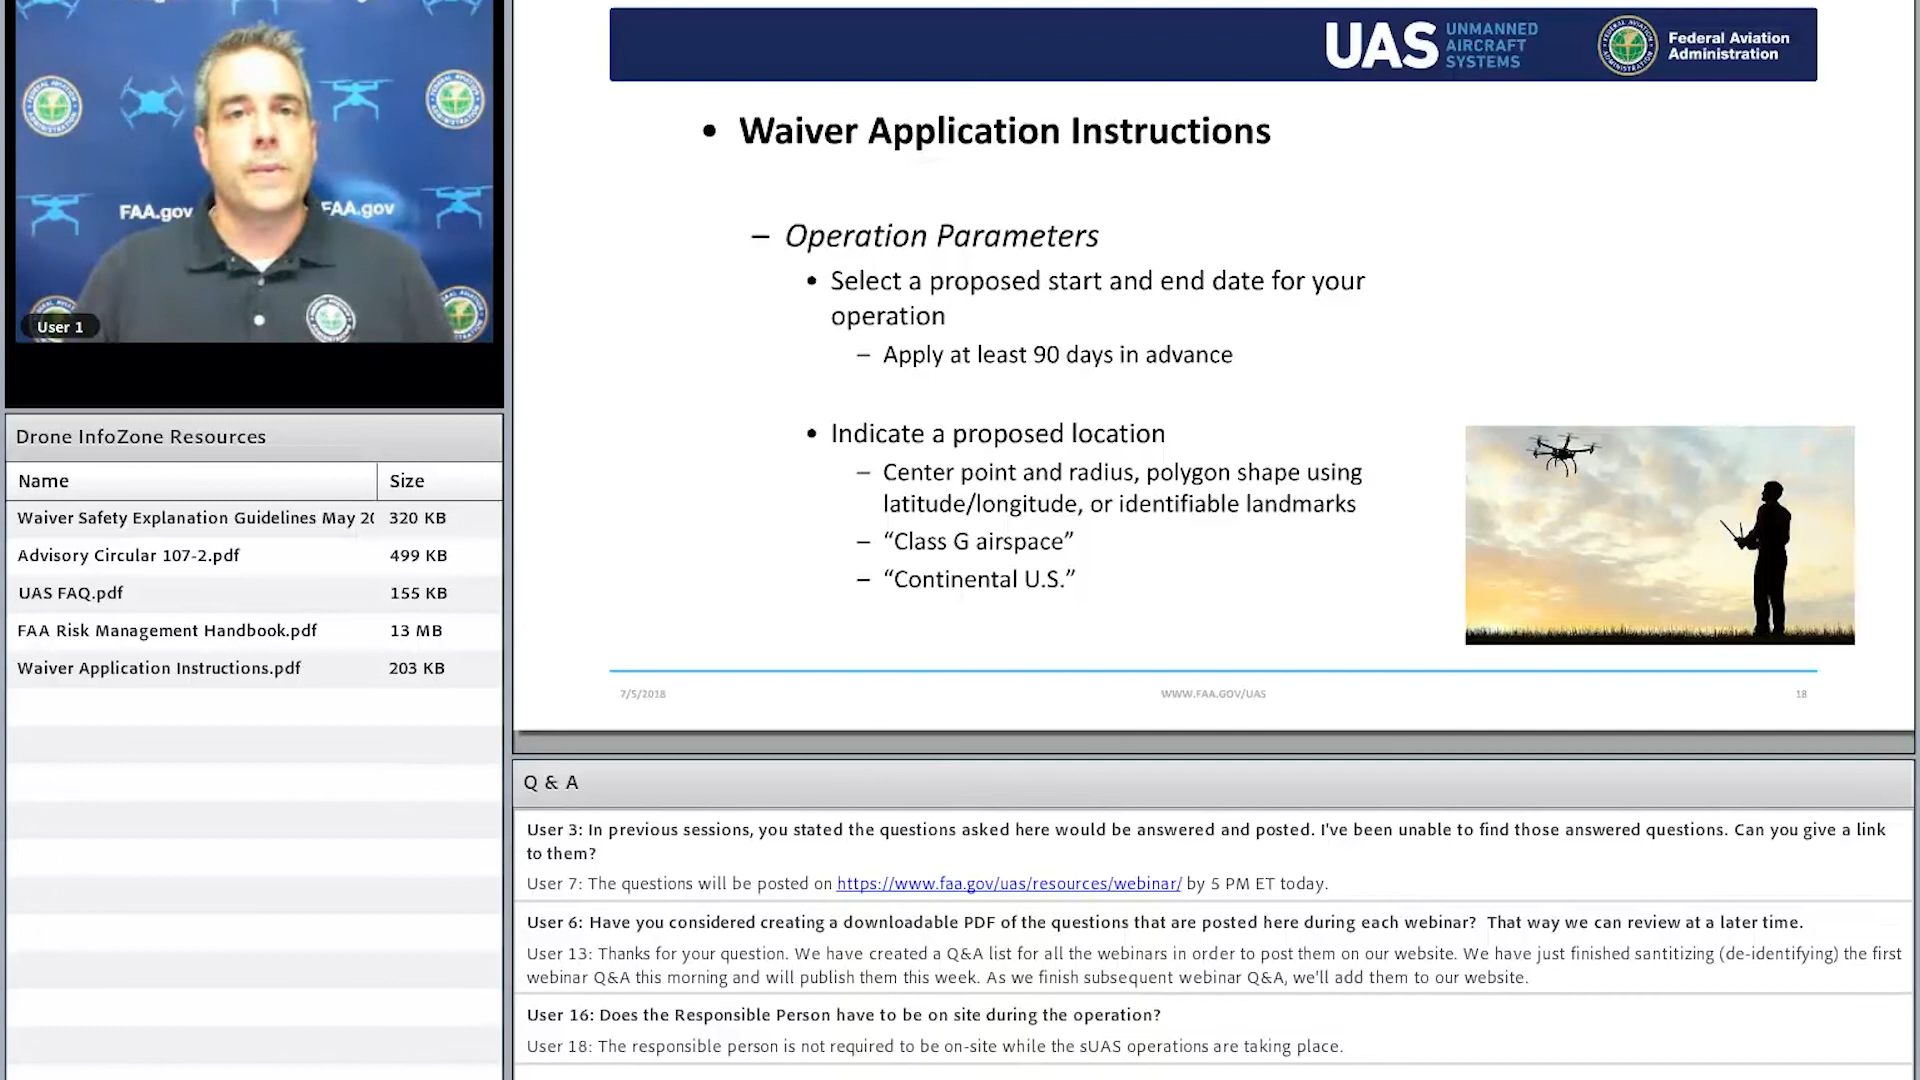 FAA.gov
FAA.gov
User 1
Drone InfoZone Resources
Name Size
Waiver Safety Explanation Guidelines May 20 320 KB
Advisory Circular 107-2.pdf 499 KB
UAS FAQ.pdf 155 KB
FAA Risk Management Handbook.pdf 13 MB
Waiver Application Instructions.pdf 203 KB
UAS UNMANNED
AIRCRAFT
SYSTEMS
Federal Aviation
Administration
• Waiver Application Instructions
– Operation Parameters
• Select a proposed start and end date for your
operation
– Apply at least 90 days in advance
• Indicate a proposed location
– Center point and radius, polygon shape using
latitude/longitude, or identifiable landmarks
– “Class G airspace”
– “Continental U.S.”
7/5/2018 WWW.FAA.GOV/UAS 18
Q & A
User 3: In previous sessions, you stated the questions asked here would be answered and posted. I've been unable to find those answered questions. Can you give a link
to them?
User 7: The questions will be posted on https://www.faa.gov/uas/resources/webinar/ by 5 PM ET today.
User 6: Have you considered creating a downloadable PDF of the questions that are posted here during each webinar? That way we can review at a later time.
User 13: Thanks for your question. We have created a Q&A list for all the webinars in order to post them on our website. We have just finished santitizing (de-identifying) the first
webinar Q&A this morning and will publish them this week. As we finish subsequent webinar Q&A, we'll add them to our website.
User 16: Does the Responsible Person have to be on site during the operation?
User 18: The responsible person is not required to be on-site while the sUAS operations are taking place.